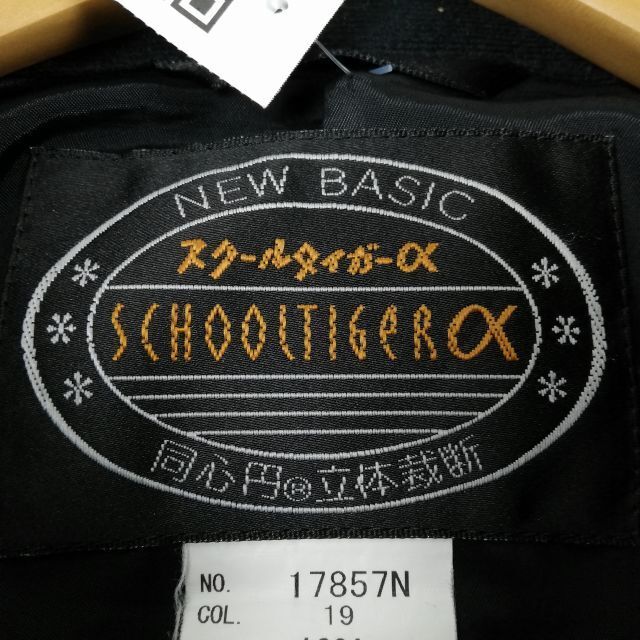 NEW BASIC
スクールタイガーα
SCHOOLTIGERα
同心円®立体裁断
NO. 17857N
COL. 19